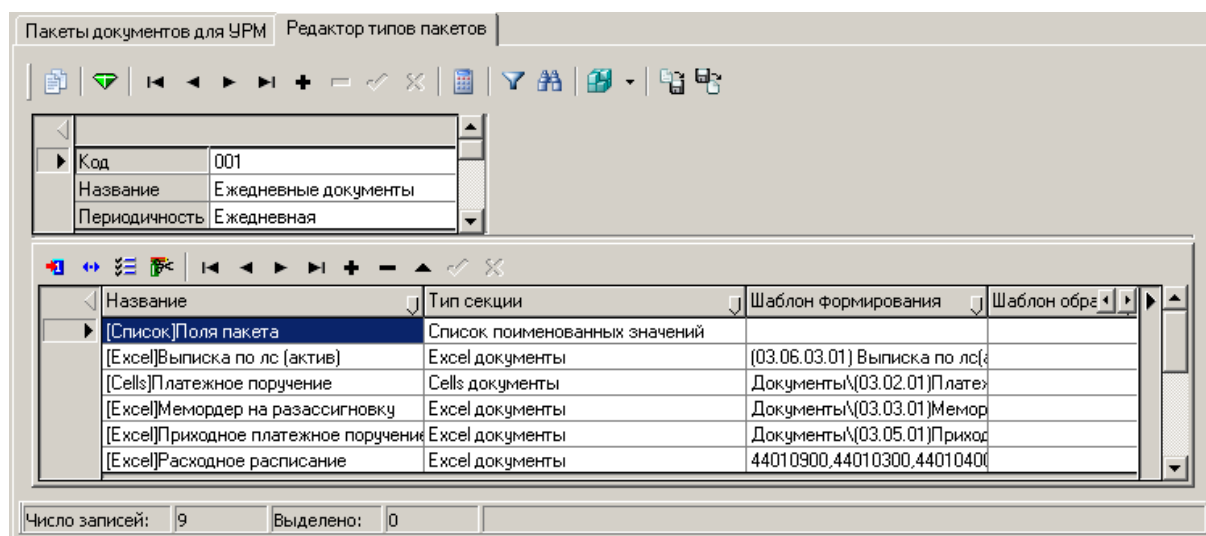 Пакеты документов для УРМ Редактор типов пакетов
Код 001
Название Ежедневные документы
Периодичность Ежедневная
Название Тип секции Шаблон формирования Шаблон обра
[Список]Поля пакета Список поименованных значений
[Excel]Выписка по лс (актив) Excel документы (03.06.03.01) Выписка по лс(а
[Cells]Платежное поручение Cells документы Документы\(03.02.01)Платеж
[Excel]Мемордер на разассигновку Excel документы Документы\(03.03.01)Мемор
[Excel]Приходное платежное поручение Excel документы Документы\(03.05.01)Приход
[Excel]Расходное расписание Excel документы 44010900,44010300,44010400
Число записей: 9 Выделено: 0